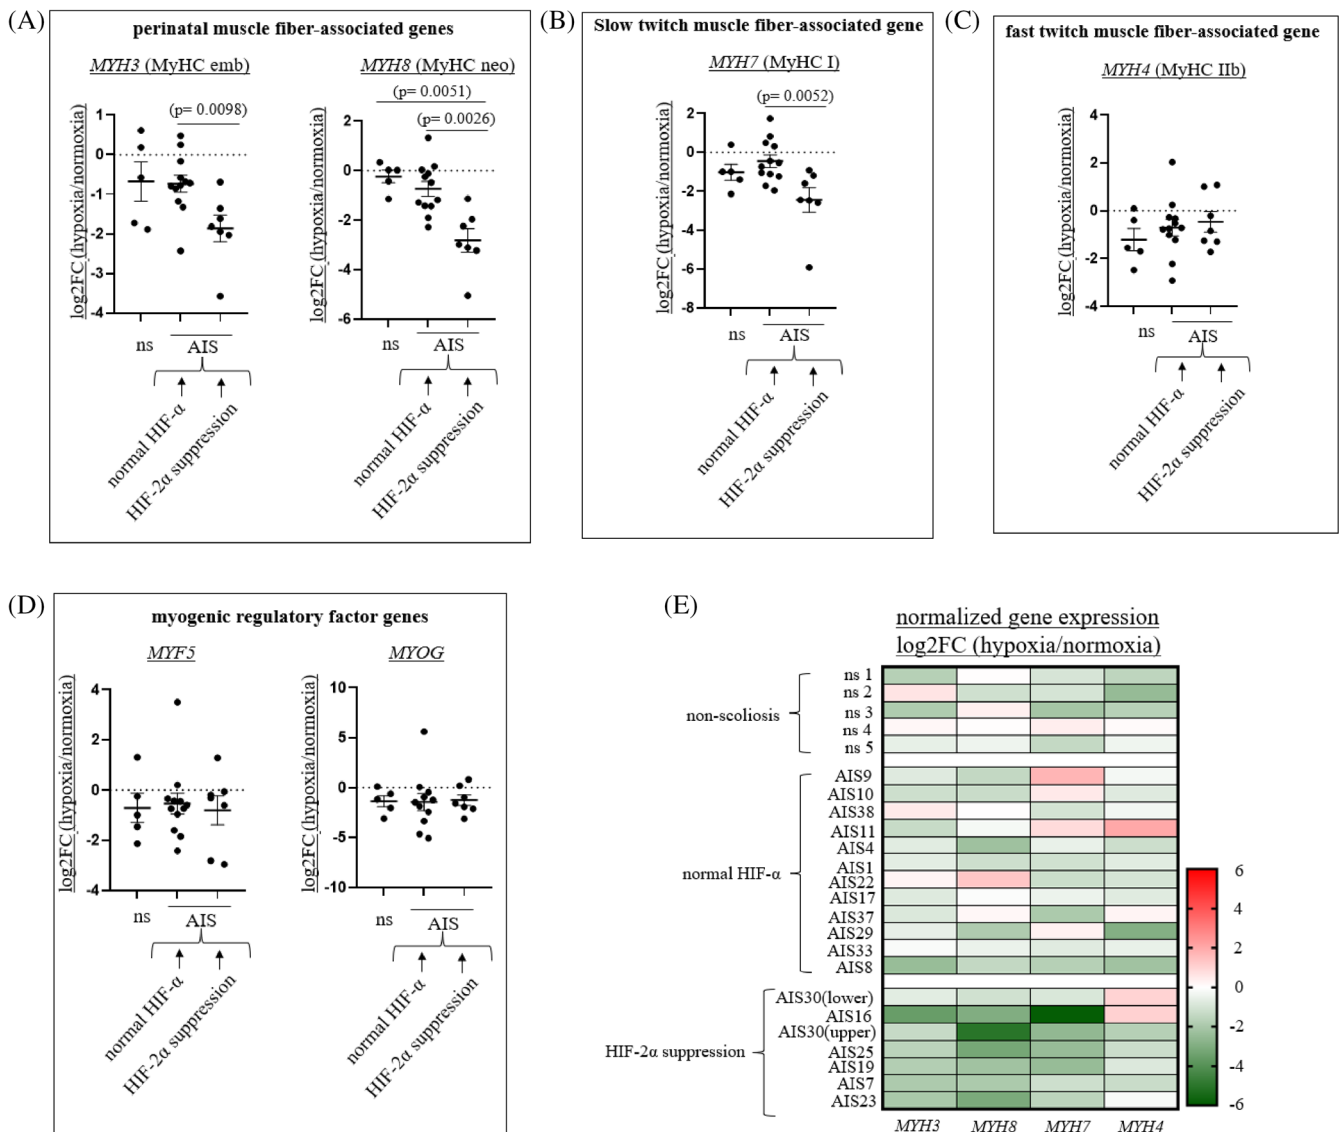 (A)
perinatal muscle fiber-associated genes
MYH3 (MyHC emb)
(p= 0.0098)
log2FC (hypoxia/normoxia)
1
0
-1
-2
-3
-4
ns
AIS
normal HIF-α
HIF-2α suppression
MYH8 (MyHC neo)
(p= 0.0051)
(p= 0.0026)
log2FC (hypoxia/normoxia)
2
0
-2
-4
-6
ns
AIS
normal HIF-α
HIF-2α suppression
(B)
Slow twitch muscle fiber-associated gene
MYH7 (MyHC I)
(p= 0.0052)
log2FC (hypoxia/normoxia)
2
0
-2
-4
-6
-8
ns
AIS
normal HIF-α
HIF-2α suppression
(C)
fast twitch muscle fiber-associated gene
MYH4 (MyHC IIb)
log2FC (hypoxia/normoxia)
4
2
0
-2
-4
ns
AIS
normal HIF-α
HIF-2α suppression
(D)
myogenic regulatory factor genes
MYF5
log2FC (hypoxia/normoxia)
4
2
0
-2
-4
ns
AIS
normal HIF-α
HIF-2α suppression
MYOG
log2FC (hypoxia/normoxia)
10
5
0
-5
-10
ns
AIS
normal HIF-α
HIF-2α suppression
(E)
normalized gene expression
log2FC (hypoxia/normoxia)
non-scoliosis
ns 1
ns 2
ns 3
ns 4
ns 5
normal HIF-α
AIS9
AIS10
AIS38
AIS11
AIS4
AIS1
AIS22
AIS17
AIS37
AIS29
AIS33
AIS8
HIF-2α suppression
AIS30(lower)
AIS16
AIS30(upper)
AIS25
AIS19
AIS7
AIS23
MYH3 MYH8 MYH7 MYH4
6
4
2
0
-2
-4
-6